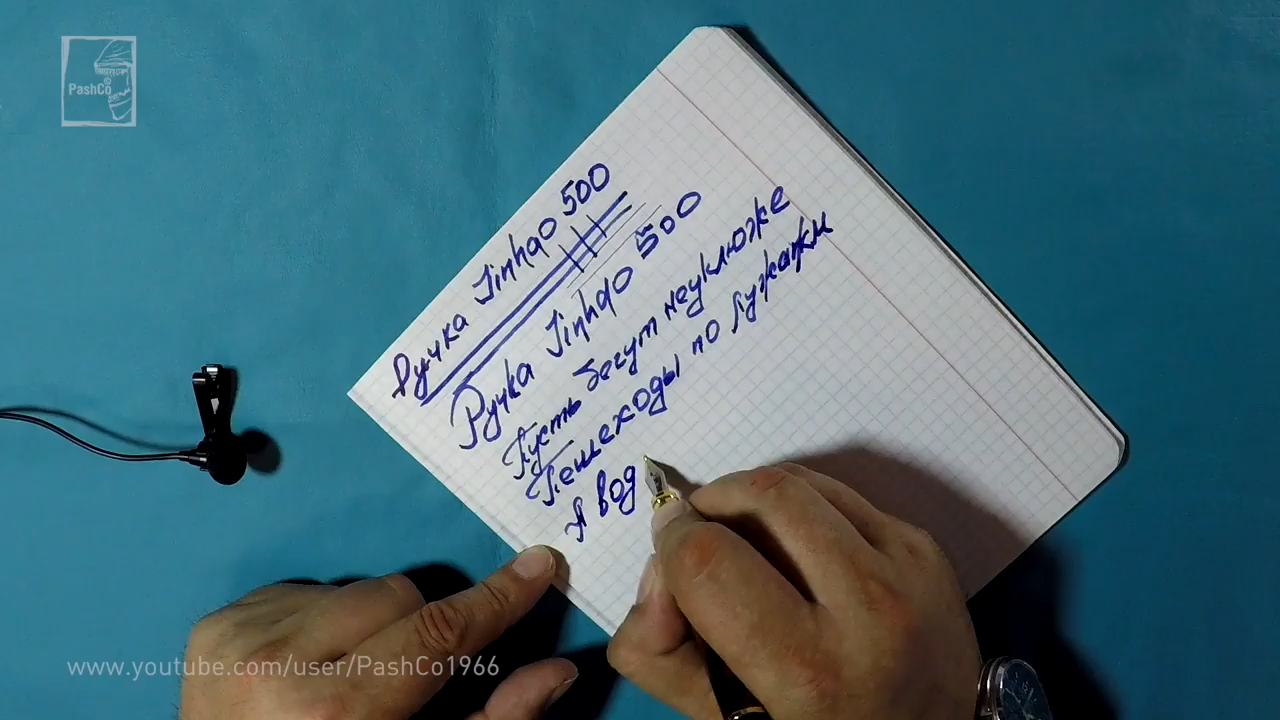 PashCo
Ручка Jinhao 500
Ручка Jinhao 500
Пусть бегут неуклюже
Пешеходы по лужам
А вод
www.youtube.com/user/PashCo1966